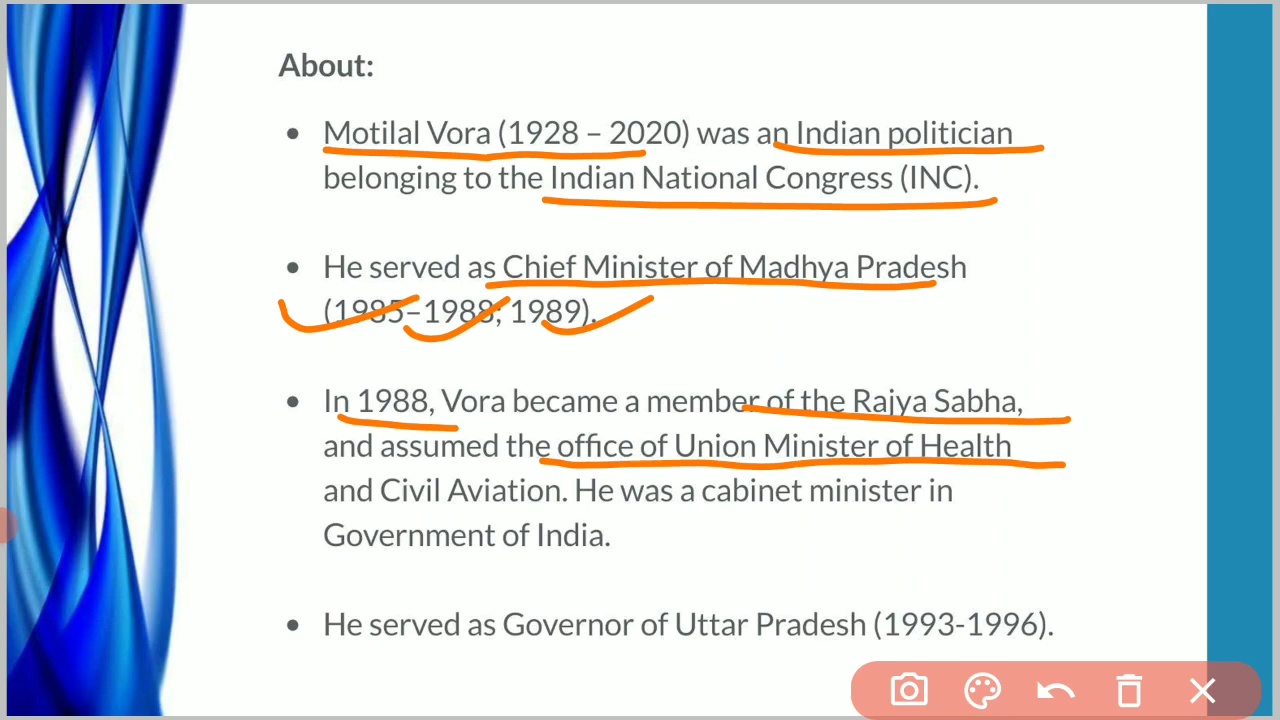 About:
• Motilal Vora (1928 – 2020) was an Indian politician
belonging to the Indian National Congress (INC).
• He served as Chief Minister of Madhya Pradesh
(1985–1988; 1989).
• In 1988, Vora became a member of the Rajya Sabha,
and assumed the office of Union Minister of Health
and Civil Aviation. He was a cabinet minister in
Government of India.
• He served as Governor of Uttar Pradesh (1993-1996).